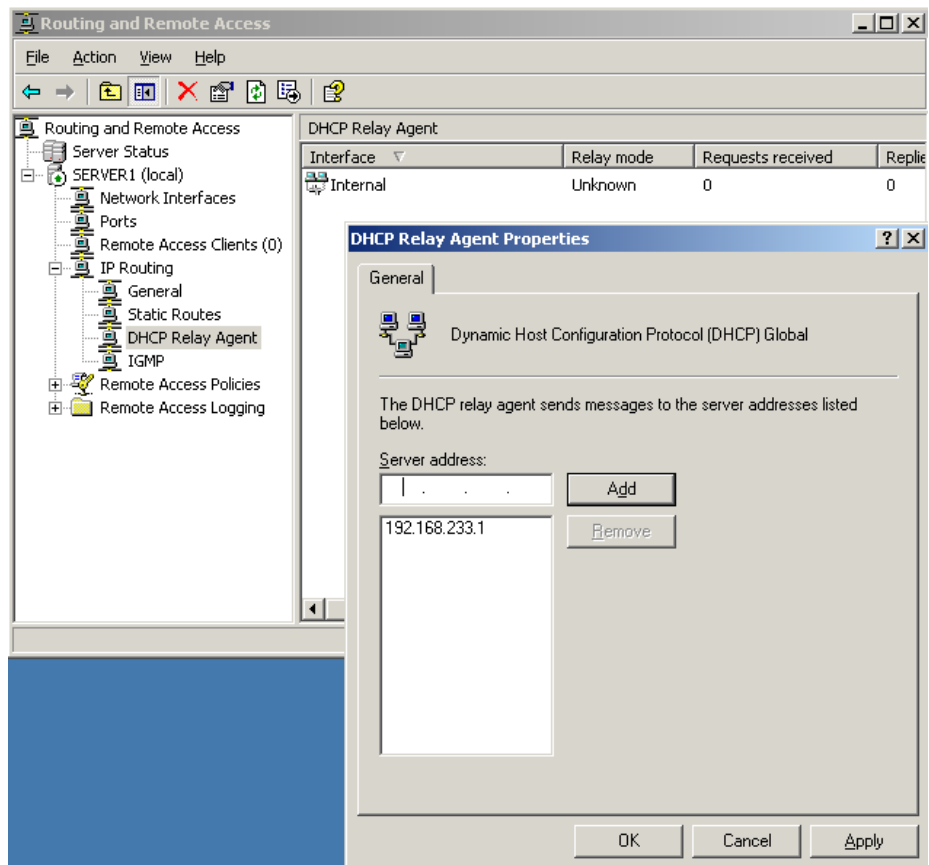 Routing and Remote Access
File Action View Help
Routing and Remote Access
Server Status
SERVER1 (local)
Network Interfaces
Ports
Remote Access Clients (0)
IP Routing
General
Static Routes
DHCP Relay Agent
IGMP
Remote Access Policies
Remote Access Logging
DHCP Relay Agent
Interface Relay mode Requests received Replie
Internal Unknown 0 0
DHCP Relay Agent Properties
General
Dynamic Host Configuration Protocol (DHCP) Global
The DHCP relay agent sends messages to the server addresses listed
below.
Server address:
. . .
Add
192.168.233.1
Remove
OK Cancel Apply